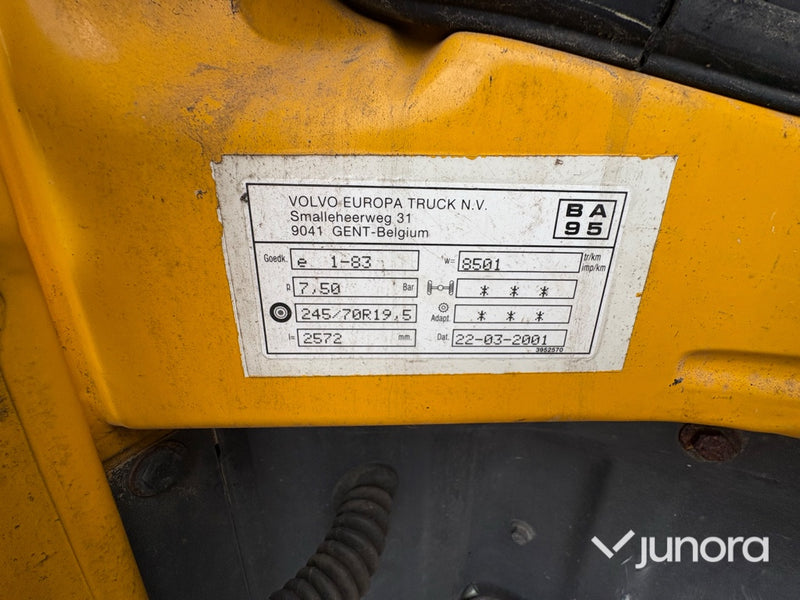 VOLVO EUROPA TRUCK N.V.
Smalleheerweg 31
9041 GENT-Belgium
BA
95
Goedk. e 1-83
w= 8501 tr/km
imp/km
p 7,50 Bar
* * *
245/70R19,5
Adapt. * * *
l= 2572 mm.
Dat. 22-03-2001
3952570
junora